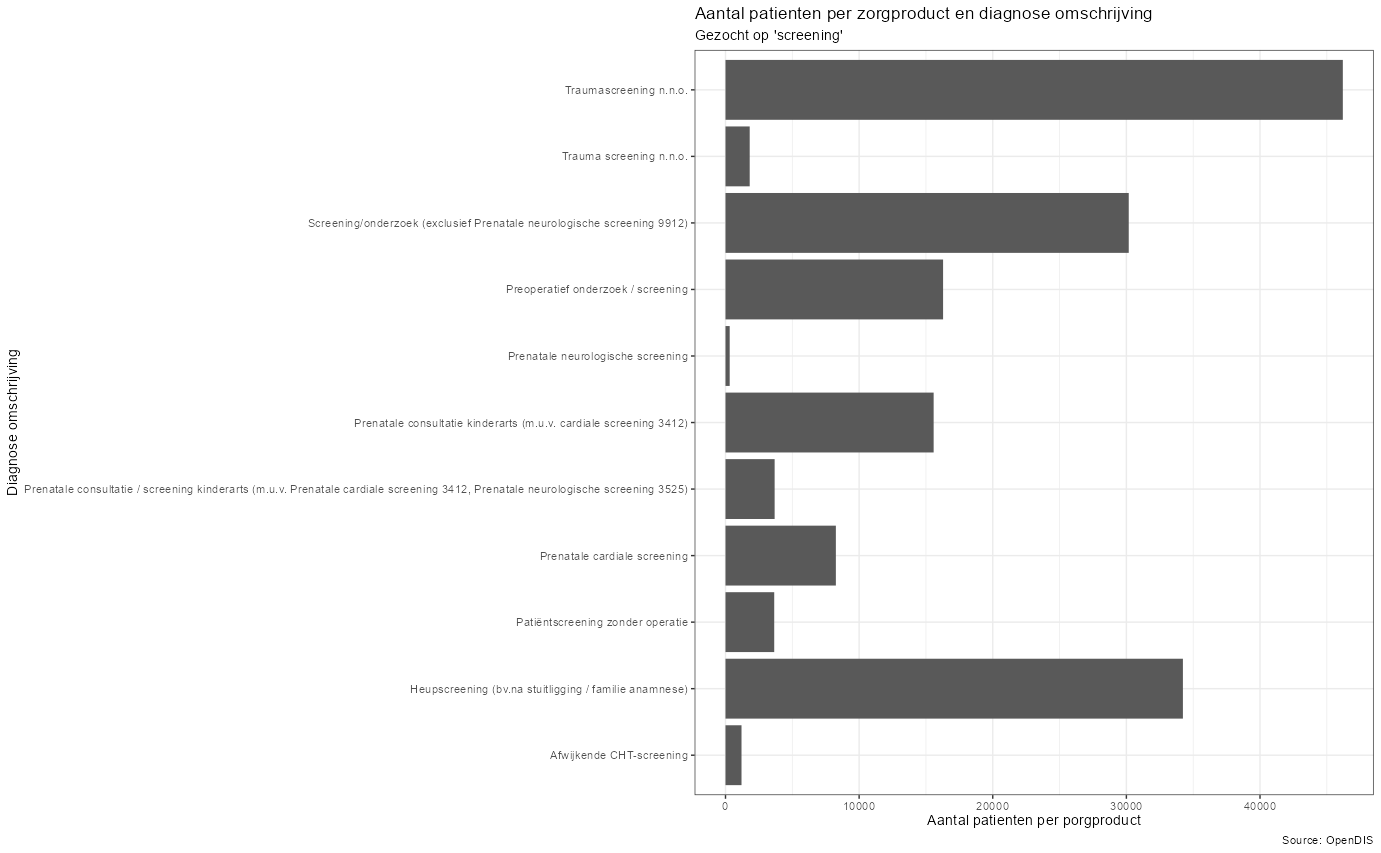 Aantal patienten per zorgproduct en diagnose omschrijving
Gezocht op 'screening'
Diagnose omschrijving
Traumascreening n.n.o.
Trauma screening n.n.o.
Screening/onderzoek (exclusief Prenatale neurologische screening 9912)
Preoperatief onderzoek / screening
Prenatale neurologische screening
Prenatale consultatie kinderarts (m.u.v. cardiale screening 3412)
Prenatale consultatie / screening kinderarts (m.u.v. Prenatale cardiale screening 3412, Prenatale neurologische screening 3525)
Prenatale cardiale screening
Patiëntscreening zonder operatie
Heupscreening (bv.na stuitligging / familie anamnese)
Afwijkende CHT-screening
0 10000 20000 30000 40000
Aantal patienten per porgproduct
Source: OpenDIS